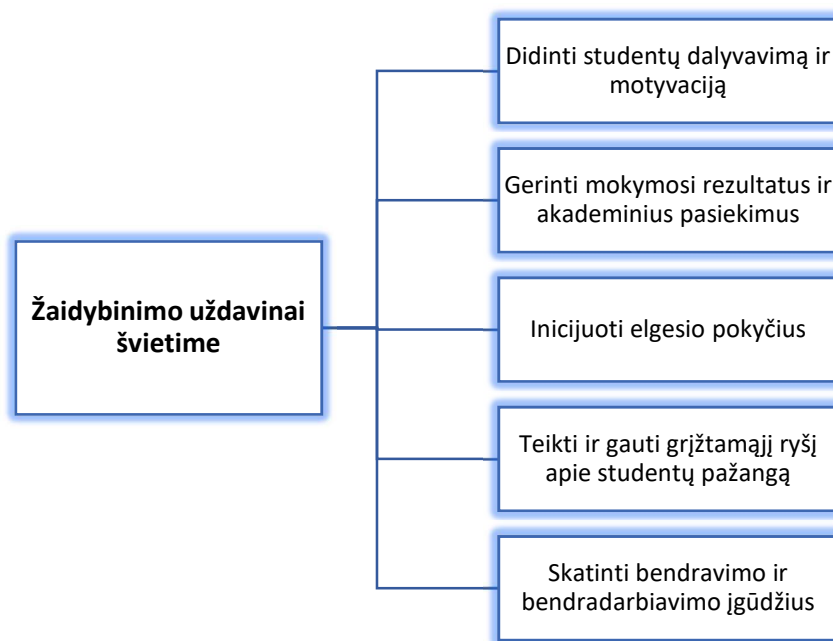 Žaidybinimo uždavinai
švietime
Didinti studentų dalyvavimą ir
motyvaciją
Gerinti mokymosi rezultatus ir
akademinius pasiekimus
Inicijuoti elgesio pokyčius
Teikti ir gauti grįžtamąjį ryšį
apie studentų pažangą
Skatinti bendravimo ir
bendradarbiavimo įgūdžius